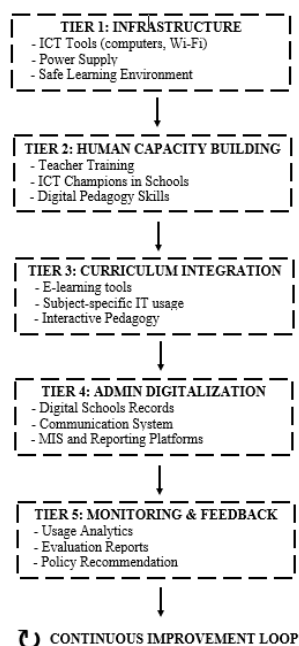 TIER 1: INFRASTRUCTURE
- ICT Tools (computers, Wi-Fi)
- Power Supply
- Safe Learning Environment
TIER 2: HUMAN CAPACITY BUILDING
- Teacher Training
- ICT Champions in Schools
- Digital Pedagogy Skills
TIER 3: CURRICULUM INTEGRATION
- E-learning tools
- Subject-specific IT usage
- Interactive Pedagogy
TIER 4: ADMIN DIGITALIZATION
- Digital Schools Records
- Communication System
- MIS and Reporting Platforms
TIER 5: MONITORING & FEEDBACK
- Usage Analytics
- Evaluation Reports
- Policy Recommendation
CONTINUOUS IMPROVEMENT LOOP